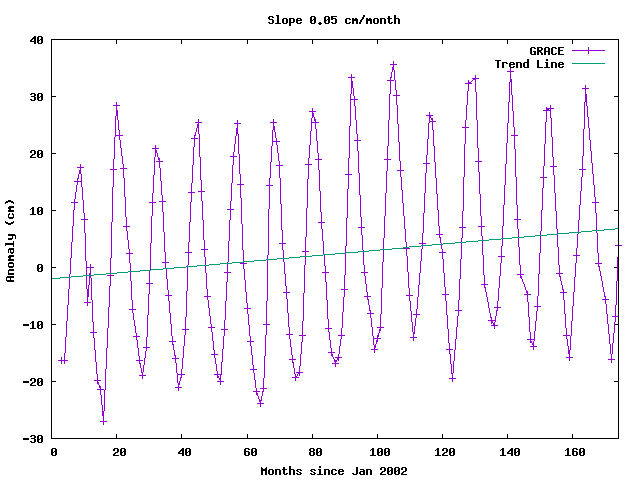 Slope 0.05 cm/month
40
30
20
10
0
-10
-20
-30
Anomaly (cm)
GRACE
Trend Line
0 20 40 60 80 100 120 140 160
Months since Jan 2002